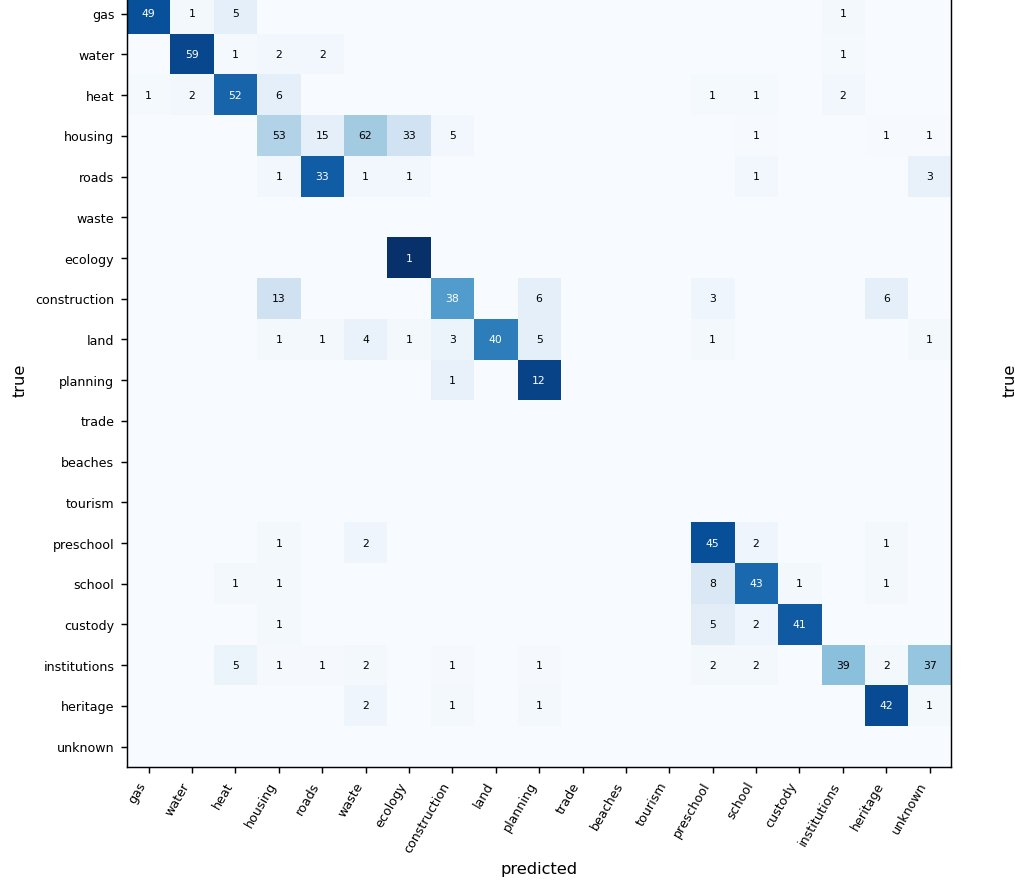 gas 49 1 5 1
water 59 1 2 2 1
heat 1 2 52 6 1 1 2
housing 53 15 62 33 5 1 1 1
roads 1 33 1 1 1 3
waste
ecology 1
construction 13 38 6 3 6
land 1 1 4 1 3 40 5 1 1
planning 1 12
trade
beaches
tourism
preschool 1 2 45 2 1
school 1 1 8 43 1 1
custody 1 5 2 41
institutions 5 1 1 2 1 1 2 2 39 2 37
heritage 2 1 1 42 1
unknown
true
true
gas water heat housing roads waste ecology construction land planning trade beaches tourism preschool school custody institutions heritage unknown
predicted